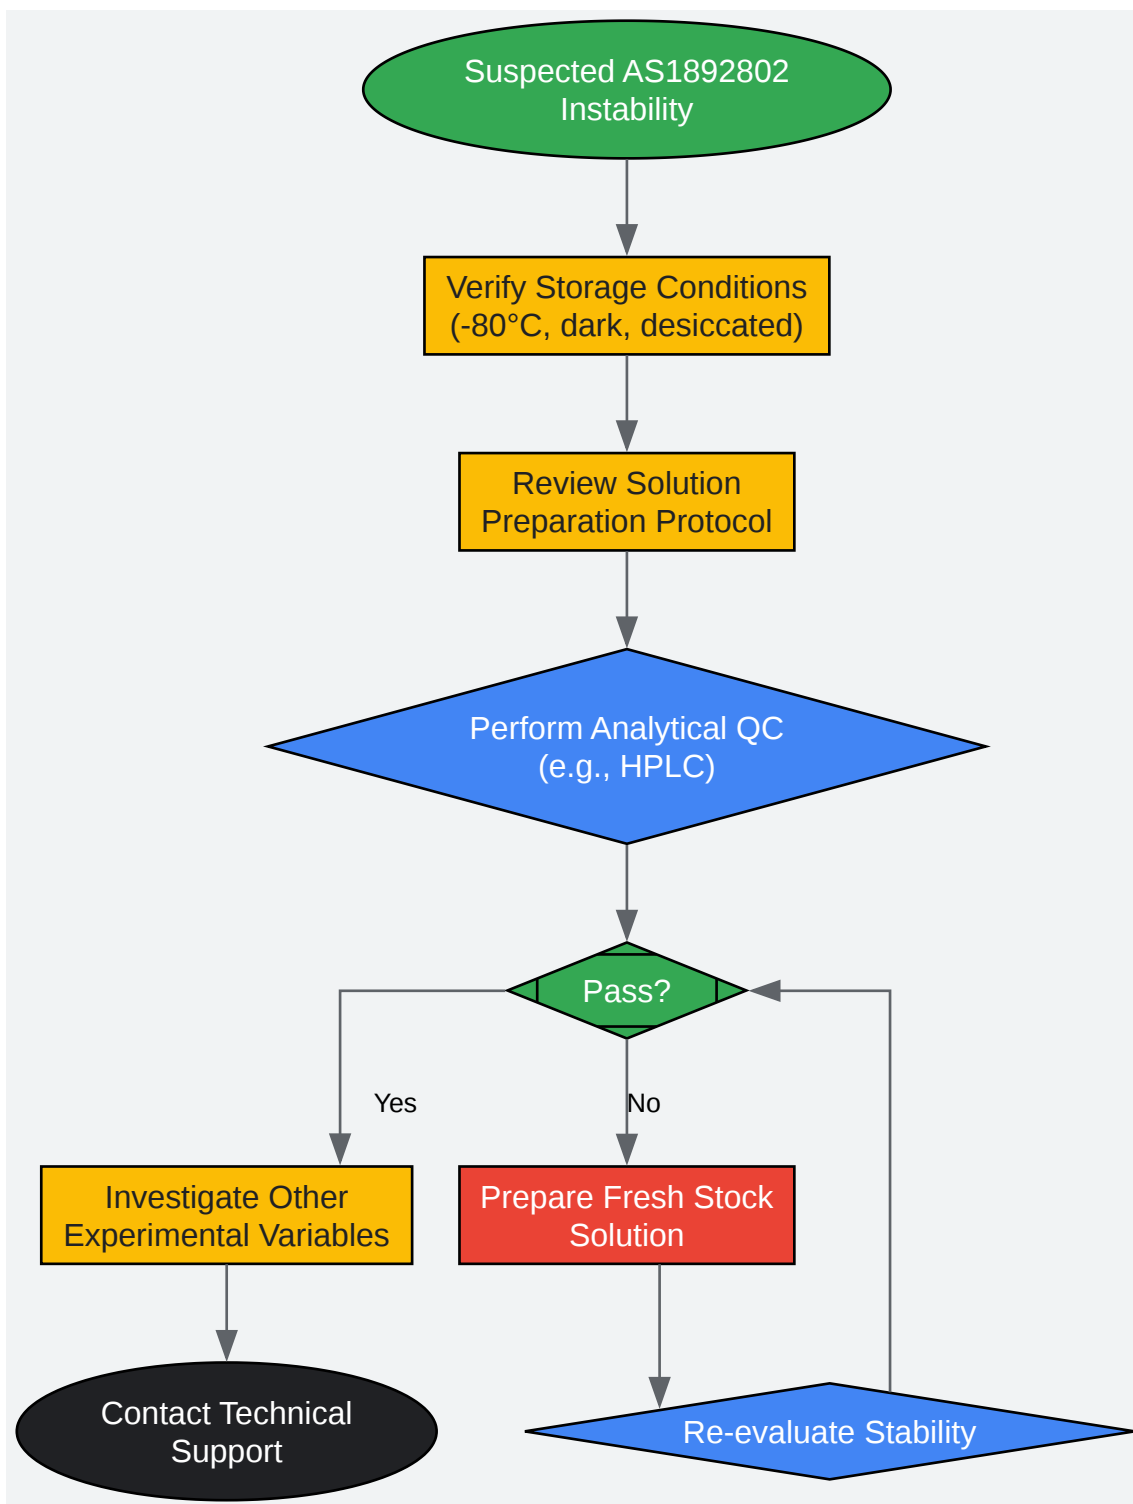 Suspected AS1892802
Instability
Verify Storage Conditions
(-80°C, dark, desiccated)
Review Solution
Preparation Protocol
Perform Analytical QC
(e.g., HPLC)
Pass?
Yes
No
Investigate Other
Experimental Variables
Prepare Fresh Stock
Solution
Contact Technical
Support
Re-evaluate Stability